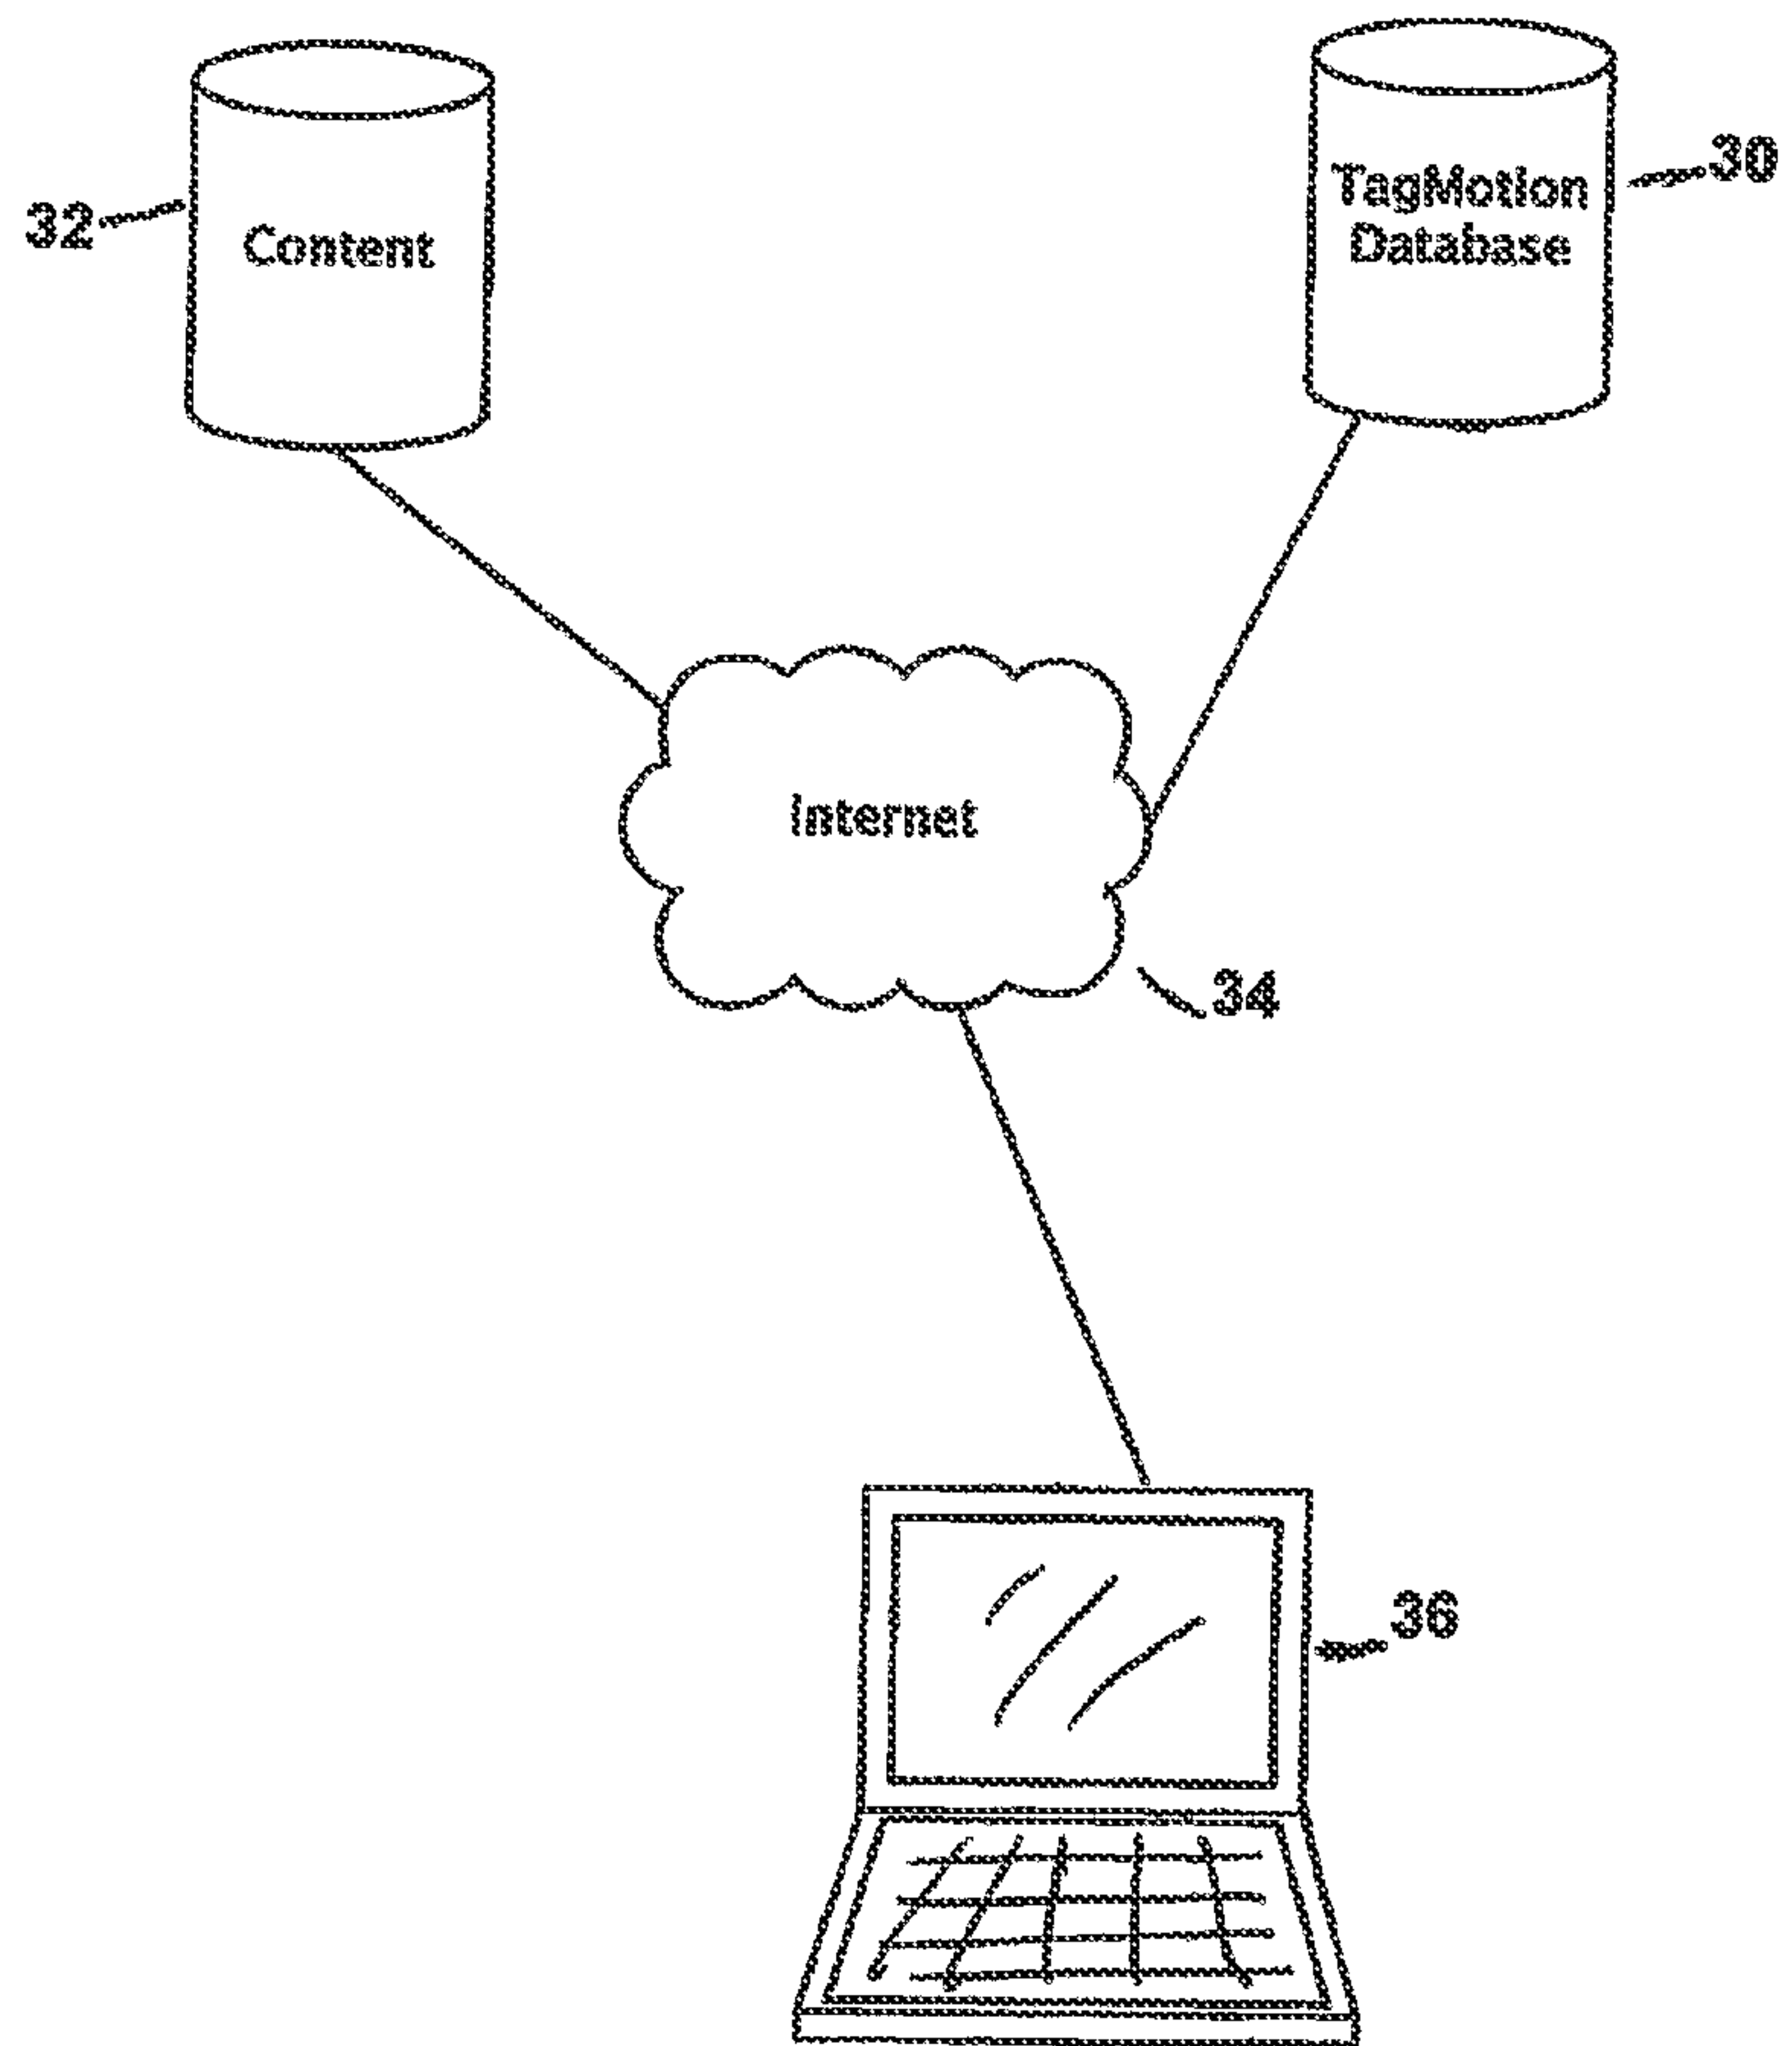 32
Content
TagMotion
Database
30
Internet
34
36